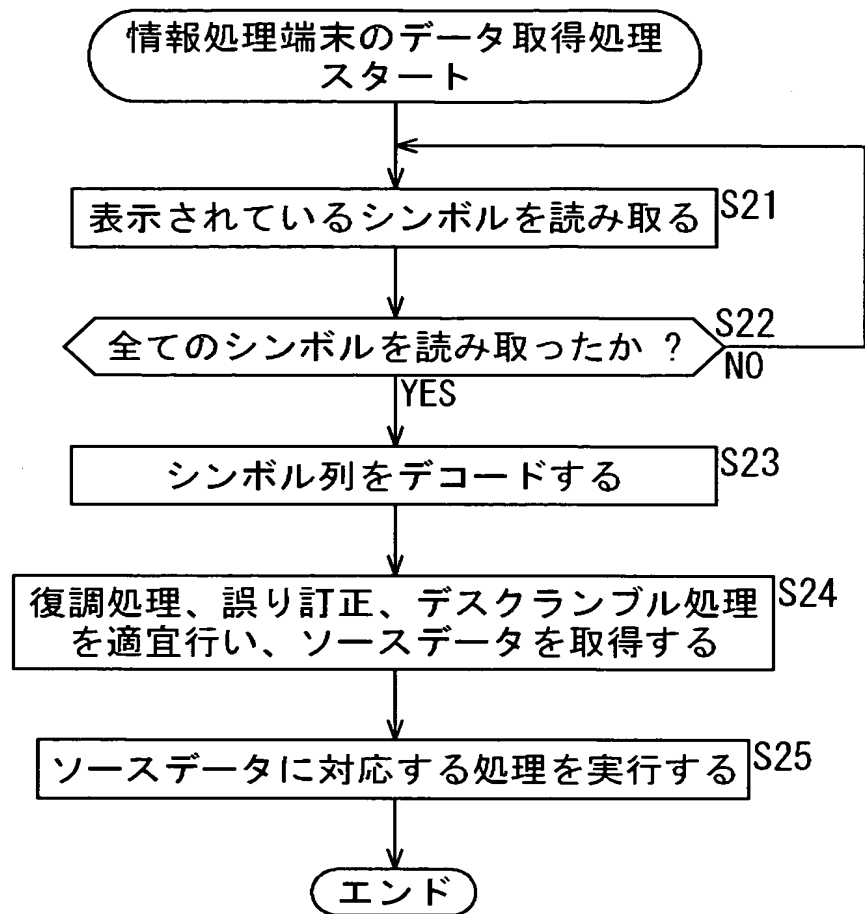 情報処理端末のデータ取得処理
スタート
表示されているシンボルを読み取る
S21
全てのシンボルを読み取ったか ?
S22
NO
YES
シンボル列をデコードする
S23
復調処理、誤り訂正、デスクランブル処理
を適宜行い、ソースデータを取得する
S24
ソースデータに対応する処理を実行する
S25
エンド